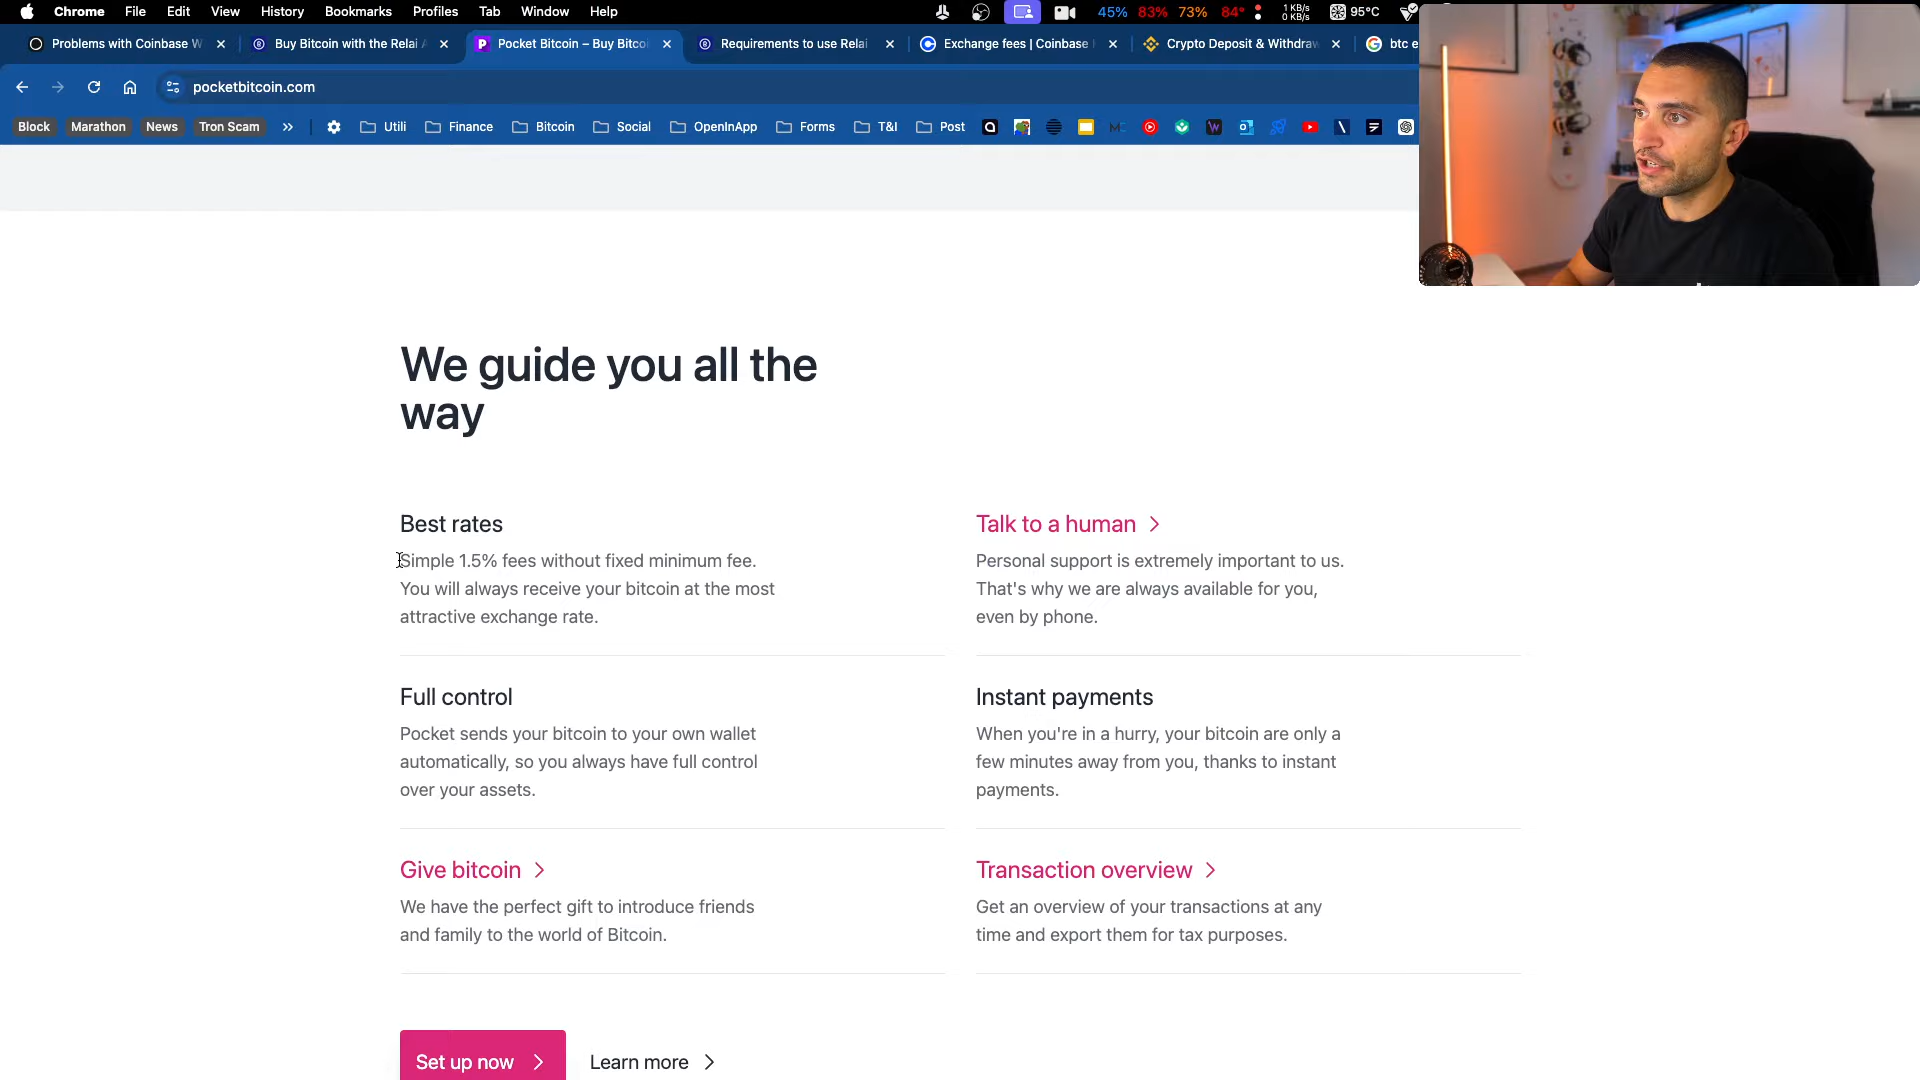 Chrome File Edit View History Bookmarks Profiles Tab Window Help 45% 83% 73% 84° 1 KB/s 0 KB/s 95°C
Problems with Coinbase W Buy Bitcoin with the Relai Pocket Bitcoin – Buy Bitco Requirements to use Relai Exchange fees | Coinbase Crypto Deposit & Withdraw btc e
pocketbitcoin.com
Block Marathon News Tron Scam » Utili Finance Bitcoin Social OpenInApp Forms T&I Post
We guide you all the
way
Best rates
Simple 1.5% fees without fixed minimum fee.
You will always receive your bitcoin at the most
attractive exchange rate.
Talk to a human
Personal support is extremely important to us.
That's why we are always available for you,
even by phone.
Full control
Pocket sends your bitcoin to your own wallet
automatically, so you always have full control
over your assets.
Instant payments
When you're in a hurry, your bitcoin are only a
few minutes away from you, thanks to instant
payments.
Give bitcoin
We have the perfect gift to introduce friends
and family to the world of Bitcoin.
Transaction overview
Get an overview of your transactions at any
time and export them for tax purposes.
Set up now Learn more